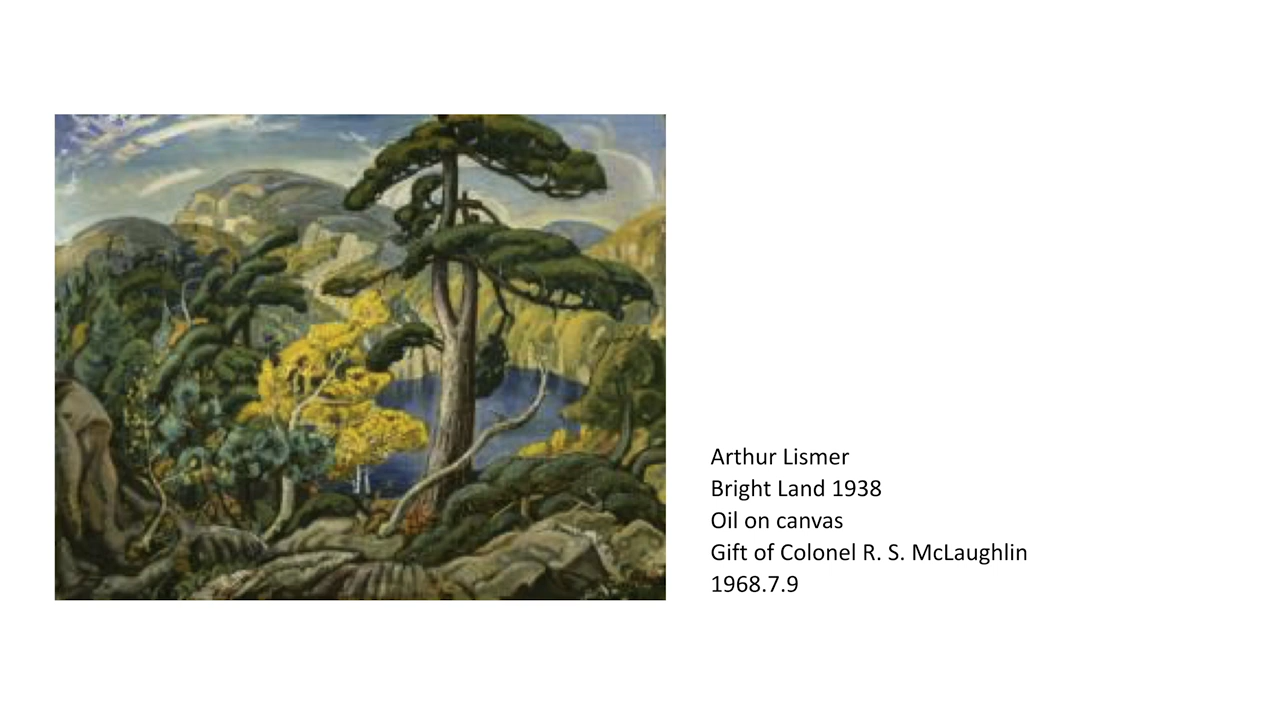 Arthur Lismer
Bright Land 1938
Oil on canvas
Gift of Colonel R. S. McLaughlin
1968.7.9